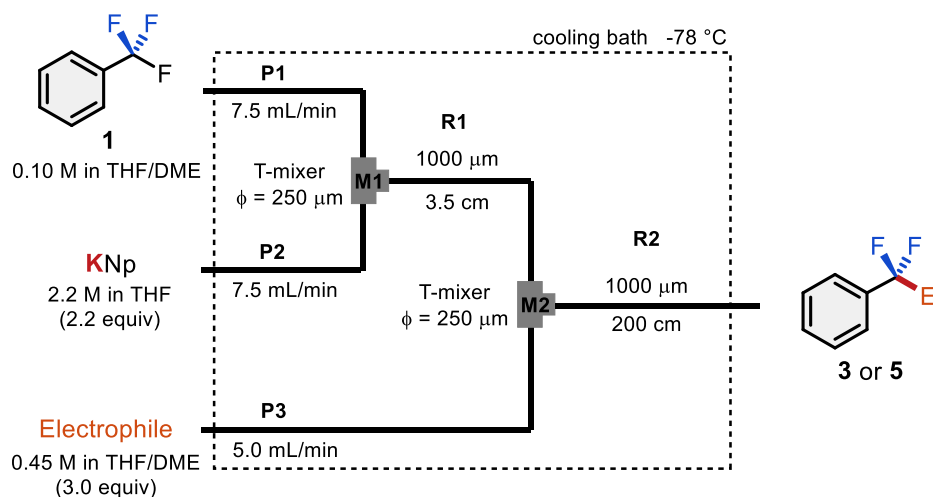 cooling bath -78 °C
F F
F
1
0.10 M in THF/DME
P1
7.5 mL/min
R1
1000 μm
3.5 cm
T-mixer
ϕ = 250 μm
M1
KNp
2.2 M in THF
(2.2 equiv)
P2
7.5 mL/min
T-mixer
ϕ = 250 μm
M2
R2
1000 μm
200 cm
F F
E
3 or 5
Electrophile
0.45 M in THF/DME
(3.0 equiv)
P3
5.0 mL/min